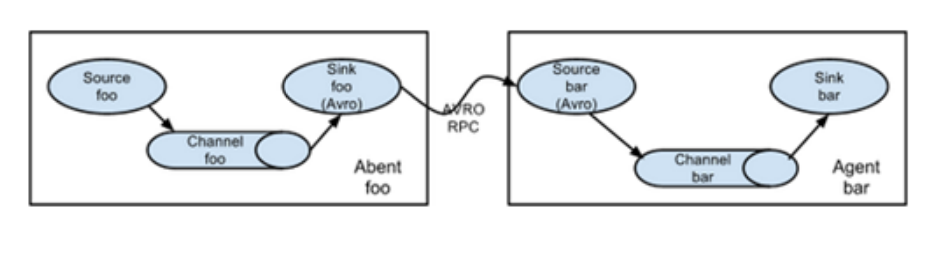 Source
foo
Channel
foo
Sink
foo
(Avro)
Abent
foo
AVRO
RPC
Source
bar
(Avro)
Channel
bar
Sink
bar
Agent
bar